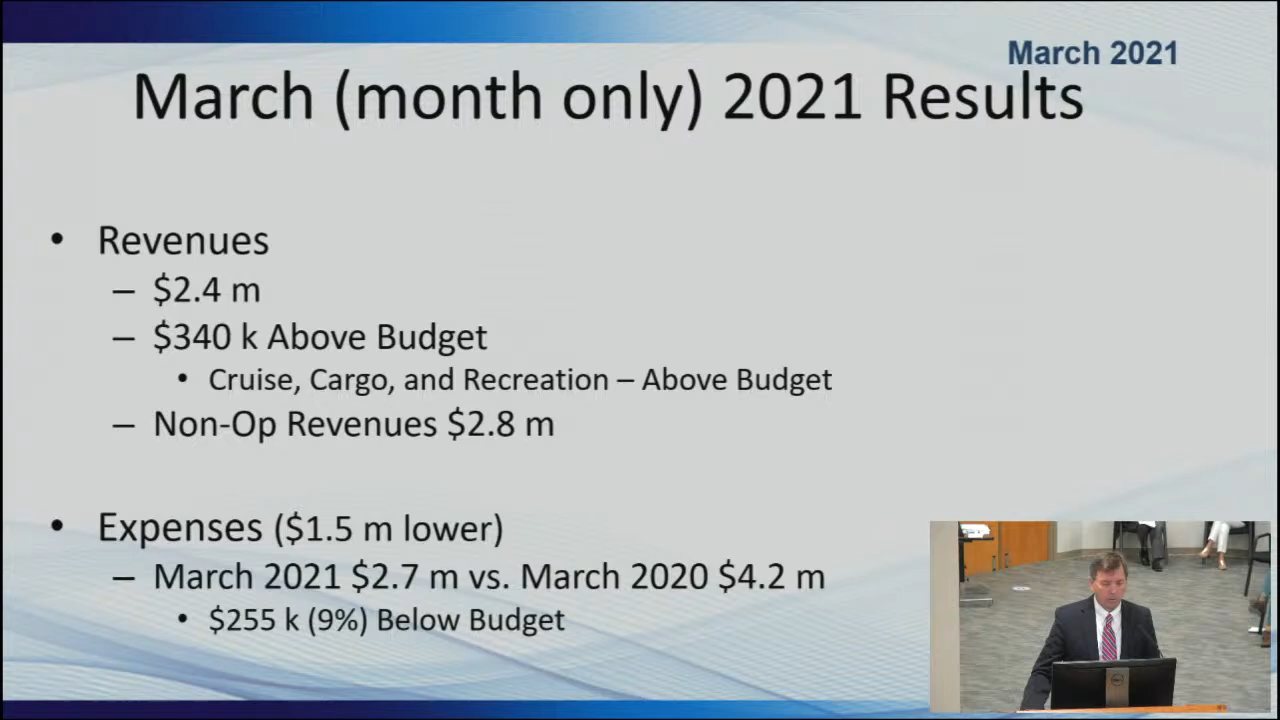 March 2021
March (month only) 2021 Results
• Revenues
– $2.4 m
– $340 k Above Budget
• Cruise, Cargo, and Recreation – Above Budget
– Non-Op Revenues $2.8 m
• Expenses ($1.5 m lower)
– March 2021 $2.7 m vs. March 2020 $4.2 m
• $255 k (9%) Below Budget